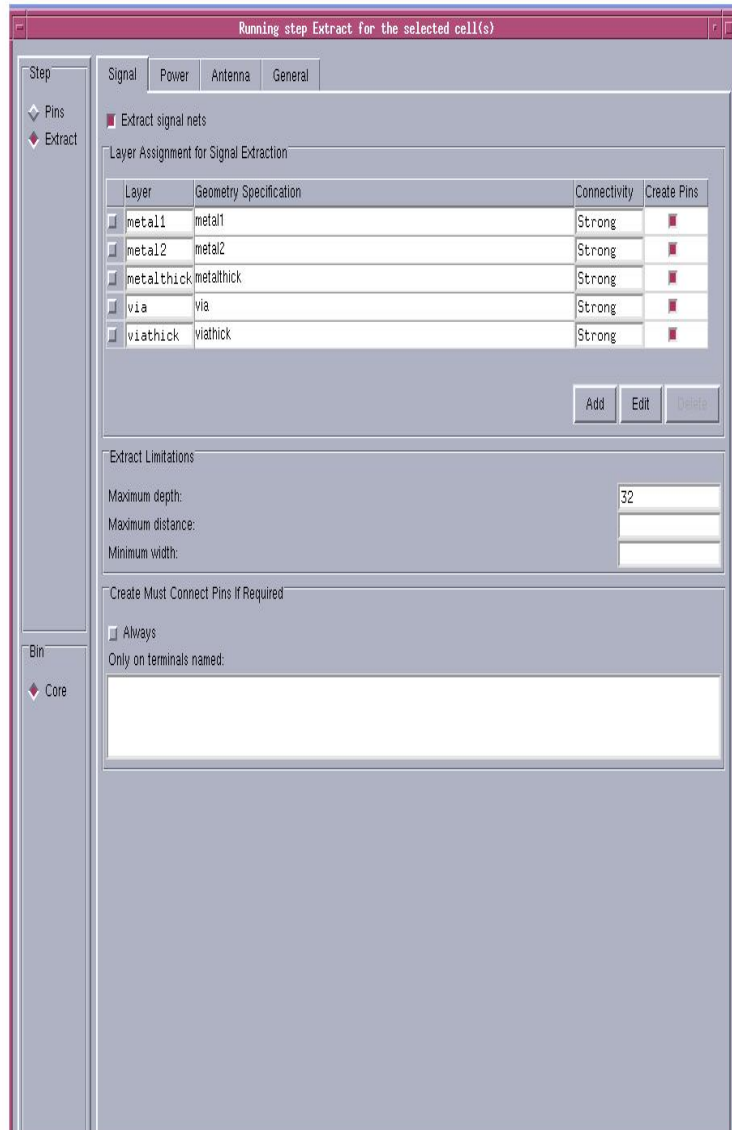 Running step Extract for the selected cell(s)
Step
Pins
Extract
Signal Power Antenna General
Extract signal nets
Layer Assignment for Signal Extraction
Layer Geometry Specification Connectivity Create Pins
metal1 metal1 Strong
metal2 metal2 Strong
metalthick metalthick Strong
via via Strong
viathick viathick Strong
Add Edit Delete
Extract Limitations
Maximum depth: 32
Maximum distance:
Minimum width:
Create Must Connect Pins If Required
Always
Only on terminals named:
Bin
Core